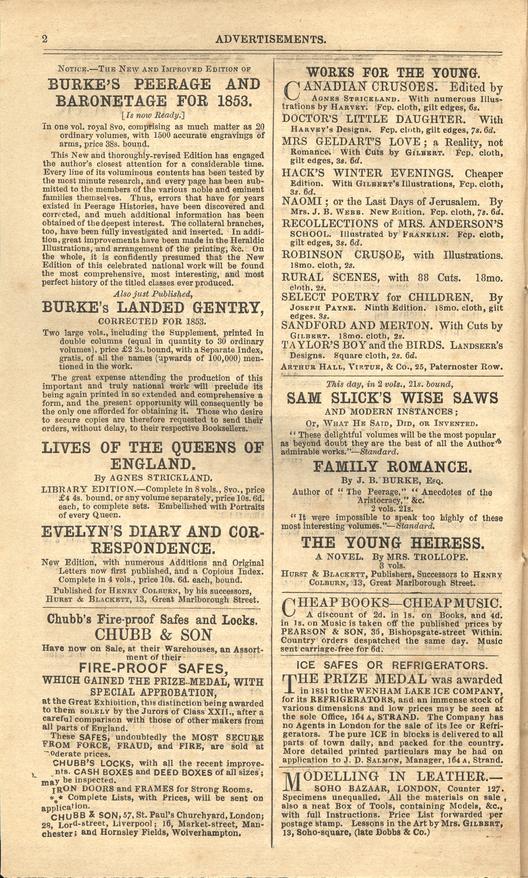 2
ADVERTISEMENTS.
NOTICE.—THE NEW AND IMPROVED EDITION OF
BURKE'S PEERAGE AND
BARONETAGE FOR 1853.
[Is now Ready.]
In one vol. royal 8vo, comprising as much matter as 20
ordinary volumes, with 1500 accurate engravings of
arms, price 38s. bound.
This New and thoroughly-revised Edition has engaged
the author's closest attention for a considerable time.
Every line of its voluminous contents has been tested by
the most minute research, and every page has been sub-
mitted to the members of the various noble and eminent
families themselves. Thus, errors that have for years
existed in Peerage Histories, have been discovered and
corrected, and much additional information has been
obtained of the deepest interest. The collateral branches,
too, have been fully investigated and inserted. In addi-
tion, great improvements have been made in the Heraldic
Illustrations, and arrangement of the printing, &c. On
the whole, it is confidently presumed that the New
Edition of this celebrated national work will be found
the most comprehensive, most interesting, and most
perfect history of the titled classes ever produced.
Also just Published,
BURKE's LANDED GENTRY,
CORRECTED FOR 1853.
Two large vols., including the Supplement, printed in
double columns (equal in quantity to 30 ordinary
volumes), price £2 2s. bound, with a Separate Index,
gratis, of all the names (upwards of 100,000) men-
tioned in the work.
The great expense attending the production of this
important and truly national work will preclude its
being again printed in so extended and comprehensive a
form, and the present opportunity will consequently be
the only one afforded for obtaining it. Those who desire
to secure copies are therefore requested to send their
orders, without delay, to their respective Booksellers.
LIVES OF THE QUEENS OF
ENGLAND.
By AGNES STRICKLAND.
LIBRARY EDITION.—Complete in 8 vols., 8vo., price
£4 4s. bound, or any volume separately, price 10s. 6d.
each, to complete sets. Embellished with Portraits
of every Queen.
EVELYN'S DIARY AND COR-
RESPONDENCE.
New Edition, with numerous Additions and Original
Letters now first published, and a Copious Index.
Complete in 4 vols., price 10s. 6d. each, bound.
Published for HENRY COLBURN, by his successors,
HURST & BLACKETT, 13, Great Marlborough Street.
Chubb's Fire-proof Safes and Locks.
CHUBB & SON
Have now on Sale, at their Warehouses, an Assort-
ment of their
FIRE-PROOF SAFES,
WHICH GAINED THE PRIZE-MEDAL, WITH
SPECIAL APPROBATION,
at the Great Exhibition, this distinction being awarded
to them SOLELY by the Jurors of Class XXII., after a
careful comparison with those of other makers from
all parts of England.
These SAFES, undoubtedly the MOST SECURE
FROM FORCE, FRAUD, and FIRE, are sold at
moderate prices.
CHUBB'S LOCKS, with all the recent improve-
nts. CASH BOXES and DEED BOXES of all sizes;
may be inspected.
IRON DOORS and FRAMES for Strong Rooms.
* * Complete Lists, with Prices, will be sent on
application.
CHUBB & SON, 57, St. Paul's Churchyard, London;
28, Lord-street, Liverpool; 16, Market-street, Man-
chester; and Hornsley Fields, Wolverhampton.
WORKS FOR THE YOUNG.
CANADIAN CRUSOES. Edited by
AGNES STRICKLAND. With numerous Illus-
trations by HARVEY. Fcp. cloth, gilt edges, 6s.
DOCTOR'S LITTLE DAUGHTER. With
HARVEY's Designs. Fcp. cloth, gilt edges, 7s. 6d.
MRS GELDART'S LOVE; a Reality, not
Romance. With Cuts by GILBERT. Fcp. cloth,
gilt edges, 3s. 6d.
HACK'S WINTER EVENINGS. Cheaper
Edition. With GILBERT's Illustrations, Fcp. cloth,
3s. 6d.
NAOMI; or the Last Days of Jerusalem. By
Mrs. J. B. WEBB. New Edition. Fcp. cloth, 7s. 6d.
RECOLLECTIONS OF MRS. ANDERSON'S
SCHOOL. Illustrated by FRANKLIN. Fcp. cloth,
gilt edges, 3s. 6d.
ROBINSON CRUSOE, with Illustrations.
18mo. cloth, 2s.
RURAL SCENES, with 88 Cuts. 18mo.
cloth. 2s.
SELECT POETRY for CHILDREN. By
JOSEPH PAYNE. Ninth Edition. 18mo. cloth, gilt
edges. 3s.
SANDFORD AND MERTON. With Cuts by
GILBERT. 18mo. cloth, 2s.
TAYLOR'S BOY and the BIRDS. LANDSEER's
Designs. Square cloth, 2s. 6d.
ARTHUR HALL, VIRTUE, & Co., 25, Paternoster Row.
This day, in 2 vols., 21s. bound,
SAM SLICK'S WISE SAWS
AND MODERN INSTANCES;
Or, WHAT HE SAID, DID, OR INVENTED.
"These delightful volumes will be the most popular
as beyond doubt they are the best of all the Author's
admirable works."—Standard.
FAMILY ROMANCE.
By J. B. BURKE, ESQ.
Author of "The Peerage," "Anecdotes of the
Aristocracy," &c.
2 vols. 21s.
"It were impossible to speak too highly of these
most interesting volumes."—Standard.
THE YOUNG HEIRESS.
A NOVEL. By MRS. TROLLOPE.
3 vols.
HURST & BLACKETT, Publishers, Successors to HENRY
COLBURN, 13, Great Marlborough Street.
CHEAP BOOKS—CHEAP MUSIC.
A discount of 2d. in 1s. on Books, and 4d.
in 1s. on Music is taken off the published prices by
PEARSON & SON, 36, Bishopsgate-street Within.
Country orders despatched the same day. Music
sent carriage-free for 6d.
ICE SAFES OR REFRIGERATORS.
THE PRIZE MEDAL was awarded
in 1851 to the WENHAM LAKE ICE COMPANY,
for its REFRIGERATORS, and an immense stock of
various dimensions and low prices may be seen at
the sole Office, 164 A, STRAND. The Company has
no Agents in London for the sale of its Ice or Refri-
gerators. The pure ICE in blocks is delivered to all
parts of town daily, and packed for the country.
More detailed printed particulars may be had on
application to J. D. SALMON, Manager, 164 A, Strand.
MODELLING IN LEATHER.—
SOHO BAZAAR, LONDON, Counter 127.
Specimens unequalled. All the materials on sale,
also a neat Box of Tools, containing Models, &c.,
with full Instructions. Price List forwarded per
postage stamp. Lessons in the Art by Mrs. GILBERT,
13, Soho-square, (late Dobbs & Co.)